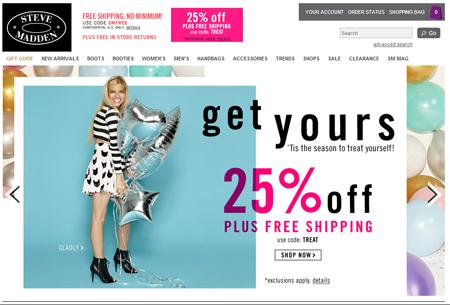 STEVE
MADDEN
FREE SHIPPING, NO MINIMUM!
USE CODE SMFREE
CONTINENTAL U.S. ONLY. DETAILS
PLUS FREE IN STORE RETURNS
25% off
PLUS FREE SHIPPING
use code: TREAT
*exclusions apply. details
YOUR ACCOUNT ORDER STATUS SHOPPING BAG 0
Search Go
advanced search
GIFT GUIDE NEW ARRIVALS BOOTS BOOTIES WOMEN'S MEN'S HANDBAGS ACCESSORIES TRENDS SHOPS SALE CLEARANCE SM MAG
get yours
'Tis the season to treat yourself!
25% off
PLUS FREE SHIPPING
use code: TREAT
GLADLY >
SHOP NOW >
*exclusions apply. details